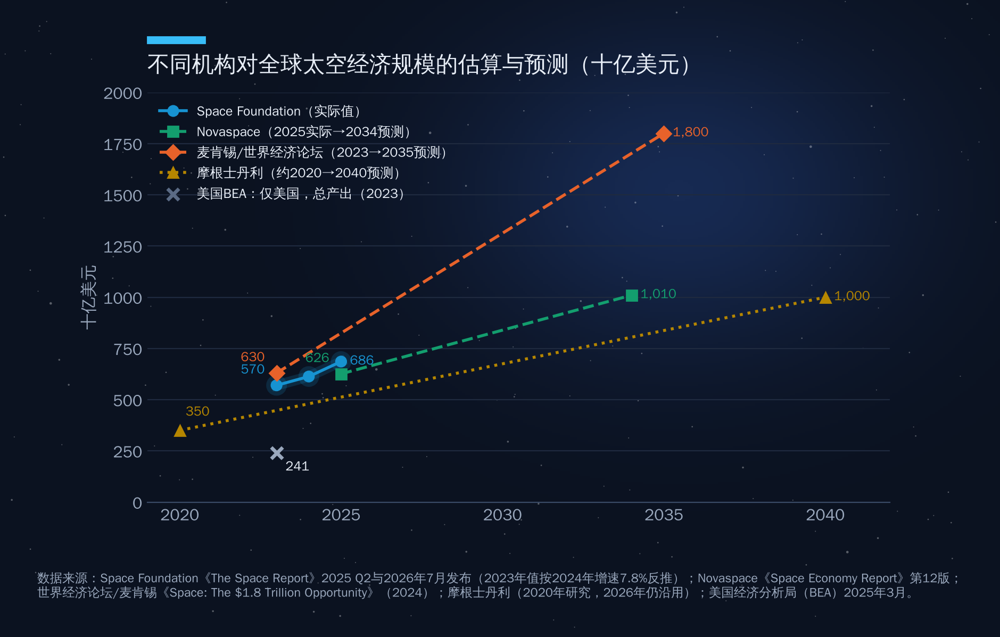 不同机构对全球太空经济规模的估算与预测（十亿美元）
2000
1750
1500
1250
1000
750
500
250
0
十亿美元
Space Foundation（实际值）
Novaspace（2025实际→2034预测）
麦肯锡/世界经济论坛（2023→2035预测）
摩根士丹利（约2020→2040预测）
美国BEA：仅美国，总产出（2023）
1,800
1,010
1,000
630
570
626
686
350
241
2020
2025
2030
2035
2040
数据来源：Space Foundation《The Space Report》2025 Q2与2026年7月发布（2023年值按2024年增速7.8%反推）；Novaspace《Space Economy Report》第12版；
世界经济论坛/麦肯锡《Space: The $1.8 Trillion Opportunity》（2024）；摩根士丹利（2020年研究，2026年仍沿用）；美国经济分析局（BEA）2025年3月。